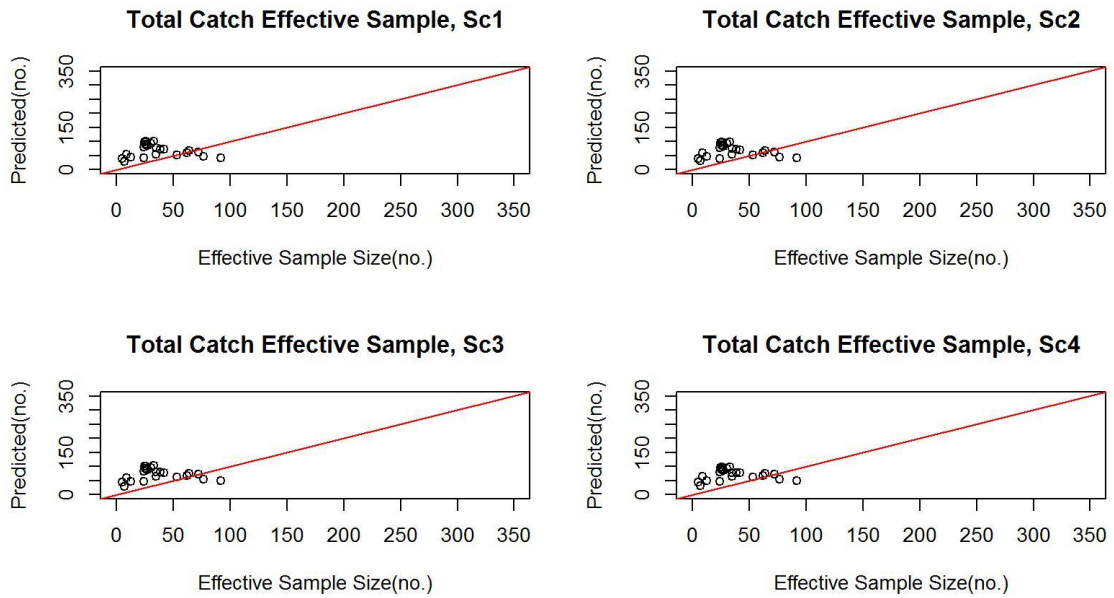 Total Catch Effective Sample, Sc1
Predicted(no.)
350
150
0
0 50 100 150 200 250 300 350
Effective Sample Size(no.)
Total Catch Effective Sample, Sc2
Predicted(no.)
350
150
0
0 50 100 150 200 250 300 350
Effective Sample Size(no.)
Total Catch Effective Sample, Sc3
Predicted(no.)
350
150
0
0 50 100 150 200 250 300 350
Effective Sample Size(no.)
Total Catch Effective Sample, Sc4
Predicted(no.)
350
150
0
0 50 100 150 200 250 300 350
Effective Sample Size(no.)